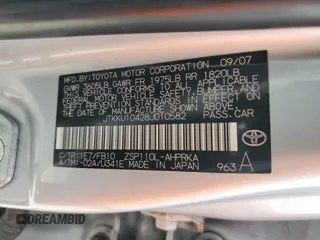 MFD. BY: TOYOTA MOTOR CORPORATION 09/07
GVWR 3605LB GAWR FR 1975LB RR 1820LB
THIS VEHICLE CONFORMS TO ALL APPLICABLE
FEDERAL MOTOR VEHICLE SAFETY, BUMPER, AND
THEFT PREVENTION STANDARDS IN EFFECT ON
THE DATE OF MANUFACTURE SHOWN ABOVE.
JTKKU10428J010582 PASS. CAR
C/TR: 1E7/FB10 ZSP110L-AHPRKA
A/TM: -02A/U341E MADE IN JAPAN 963 A
TOYOTA
DREAMBID